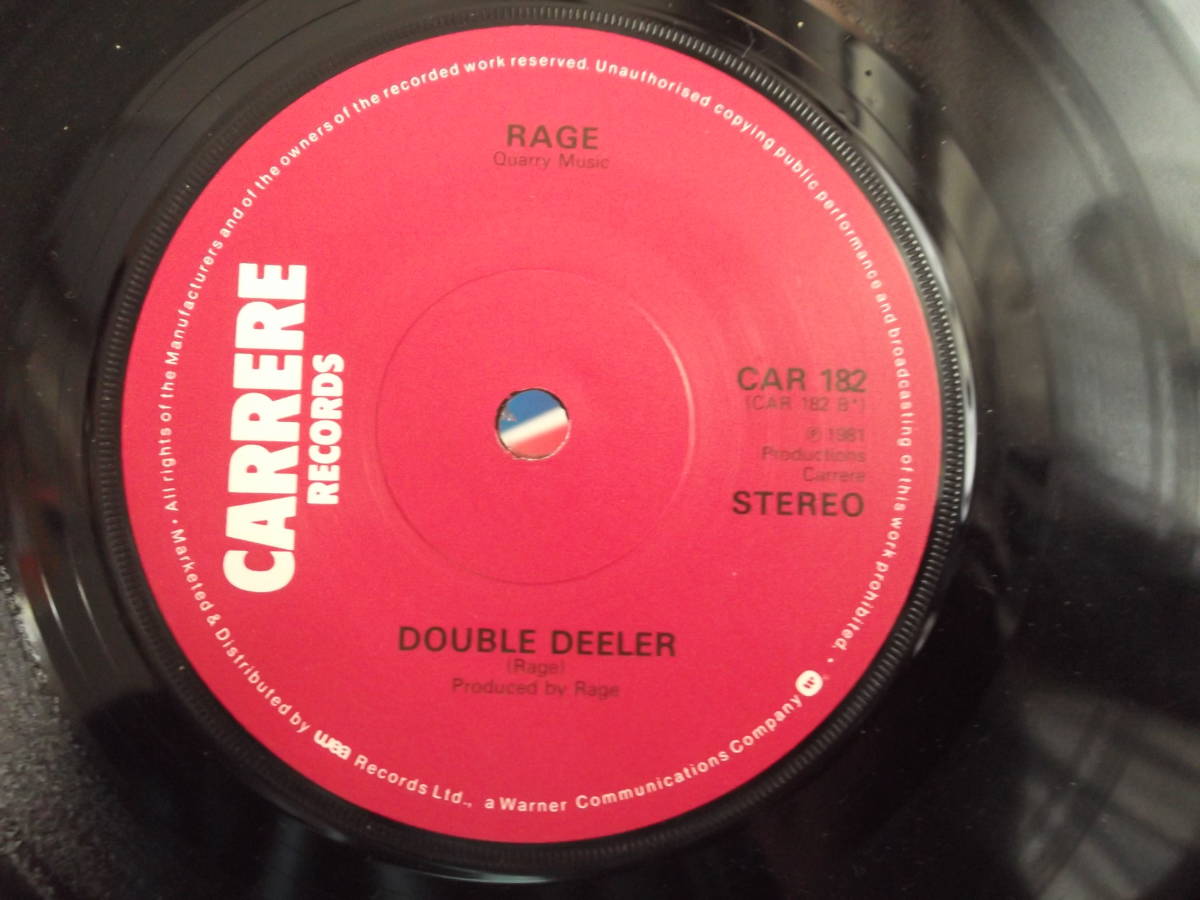 RAGE
Quarry Music
CARRERE
RECORDS
CAR 182
(CAR 182 B*)
℗ 1981
Productions
Carrere
STEREO
DOUBLE DEELER
(Rage)
Produced by Rage
• All rights of the Manufacturers and of the owners of the recorded work reserved. Unauthorised copying public performance and broadcasting of this work prohibited. •
Marketed & Distributed by wea Records Ltd., a Warner Communications Company